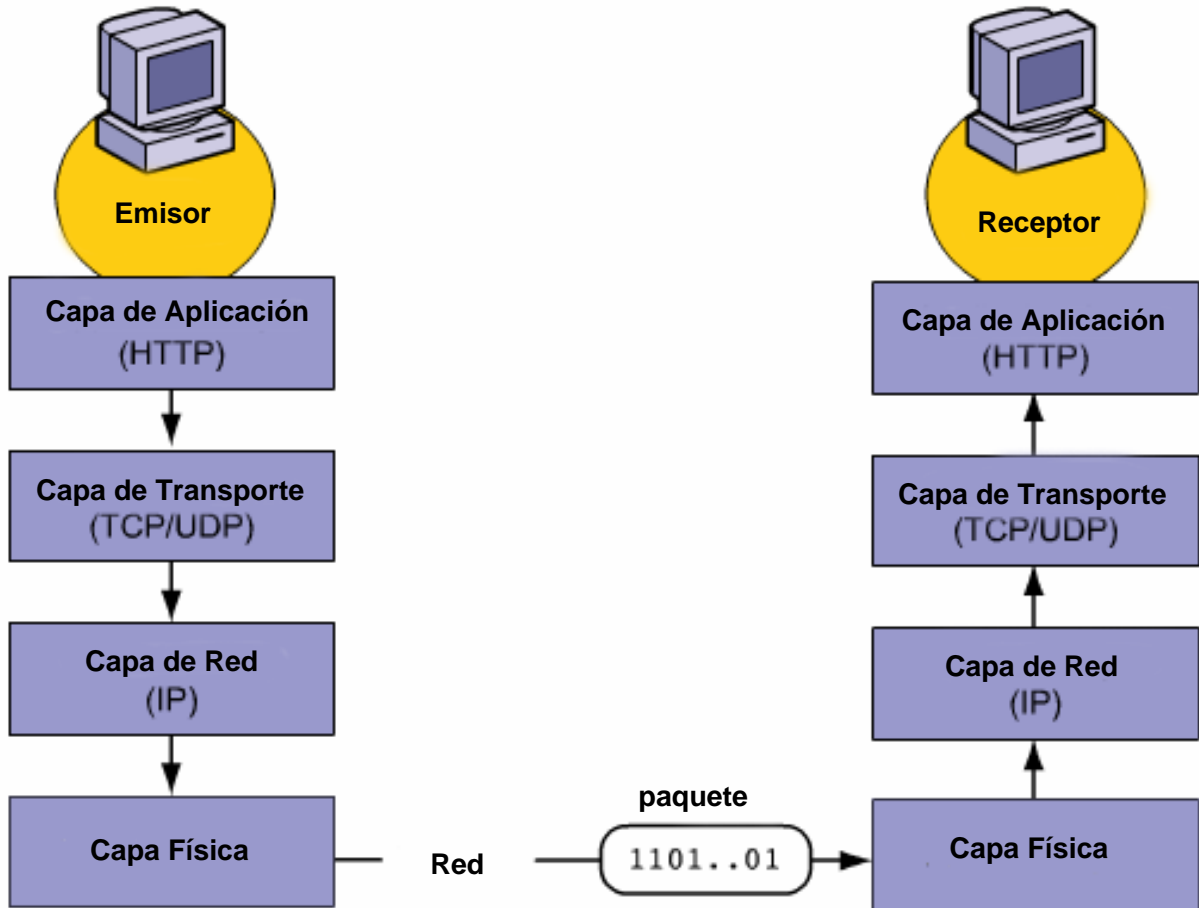 Emisor
Capa de Aplicación
(HTTP)
Capa de Transporte
(TCP/UDP)
Capa de Red
(IP)
Capa Física
Red
paquete
1101..01
Receptor
Capa de Aplicación
(HTTP)
Capa de Transporte
(TCP/UDP)
Capa de Red
(IP)
Capa Física